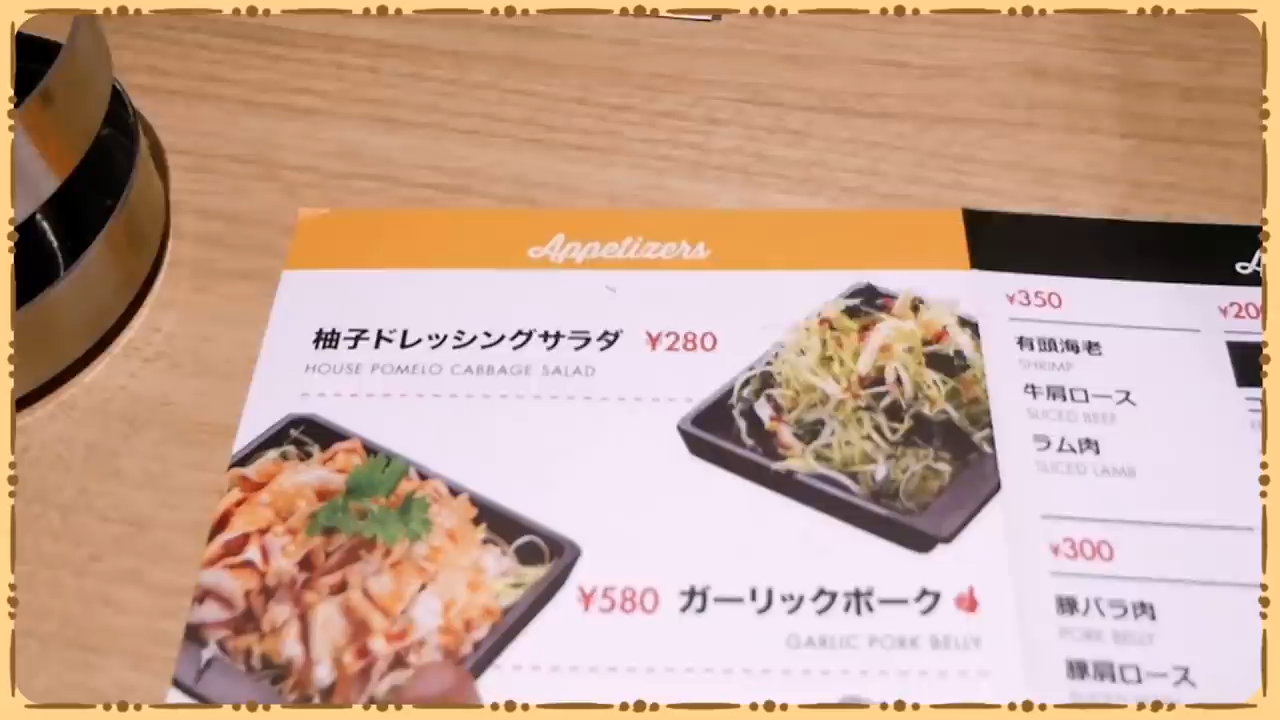 Appetizers
柚子ドレッシングサラダ ¥280
HOUSE POMELO CABBAGE SALAD
¥580 ガーリックポーク
GARLIC PORK BELLY
¥350
有頭海老
SHRIMP
牛肩ロース
SLICED BEEF
ラム肉
SLICED LAMB
¥300
豚バラ肉
PORK BELLY
豚肩ロース